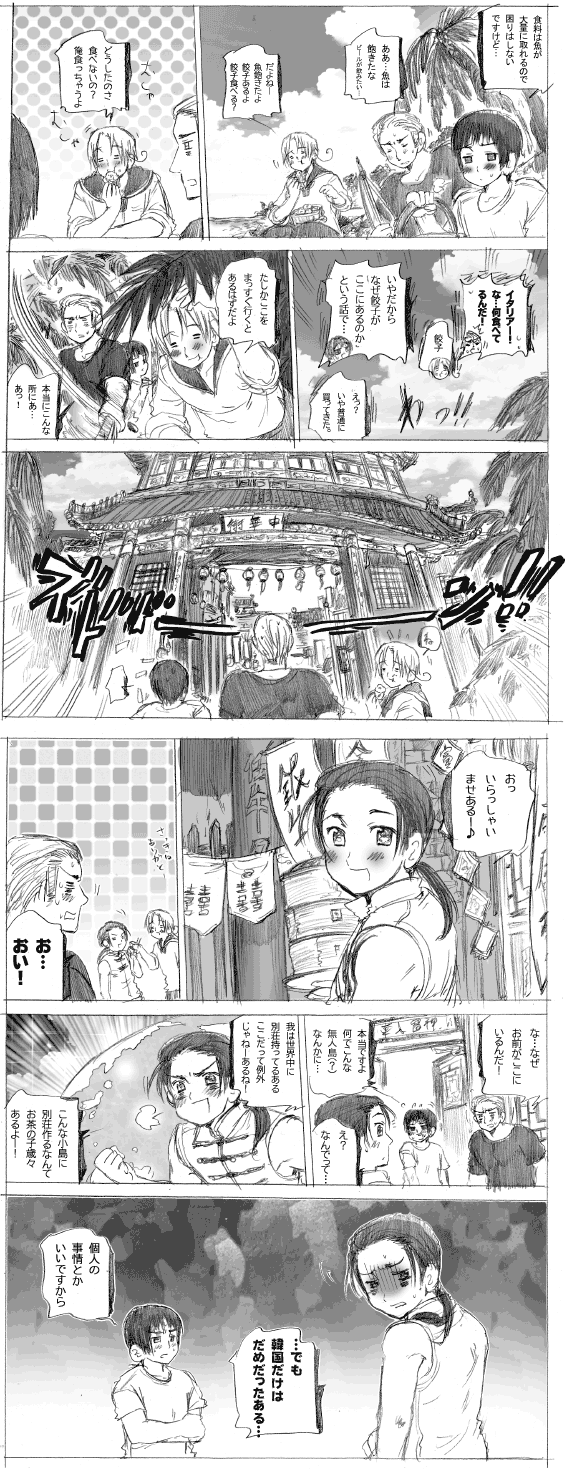 食料は魚が
大量に取れるので
困りはしない
ですけど…
ああ…魚は
飽きたな
ビールが飲みたい…
だよねー
魚飽きたよ
餃子あるよ
餃子食べる?
どうしたのさ
食べないの?
俺食っちゃうよ
むしゃ
むしゃ
イタリアー!!
な…何食べて
るんだ!
餃子
いやだから
なぜ餃子が
ここにあるのか
という話で…
えっ?
いや普通に
買ってきた。
たしかここを
まっすぐ行くと
あるはずだよ
本当にこんな
所にあ…
あっ!
中華街
おっ
いらっしゃい
ませある!♪
さっきね
お…
おい!
な…なぜ
お前がここに
いるんだ!
本当ですよ
何でこんな
無人島(?)
なんかに…
え?
なんでって…
我は世界中に
別荘持ってるある
ここだって例外
じゃねーあるね!
こんな小島に
別荘作るなんて
お茶の子歳々
あるよ!!
個人の
事情とか
いいですから
…でも
韓国だけは
だめだったある…